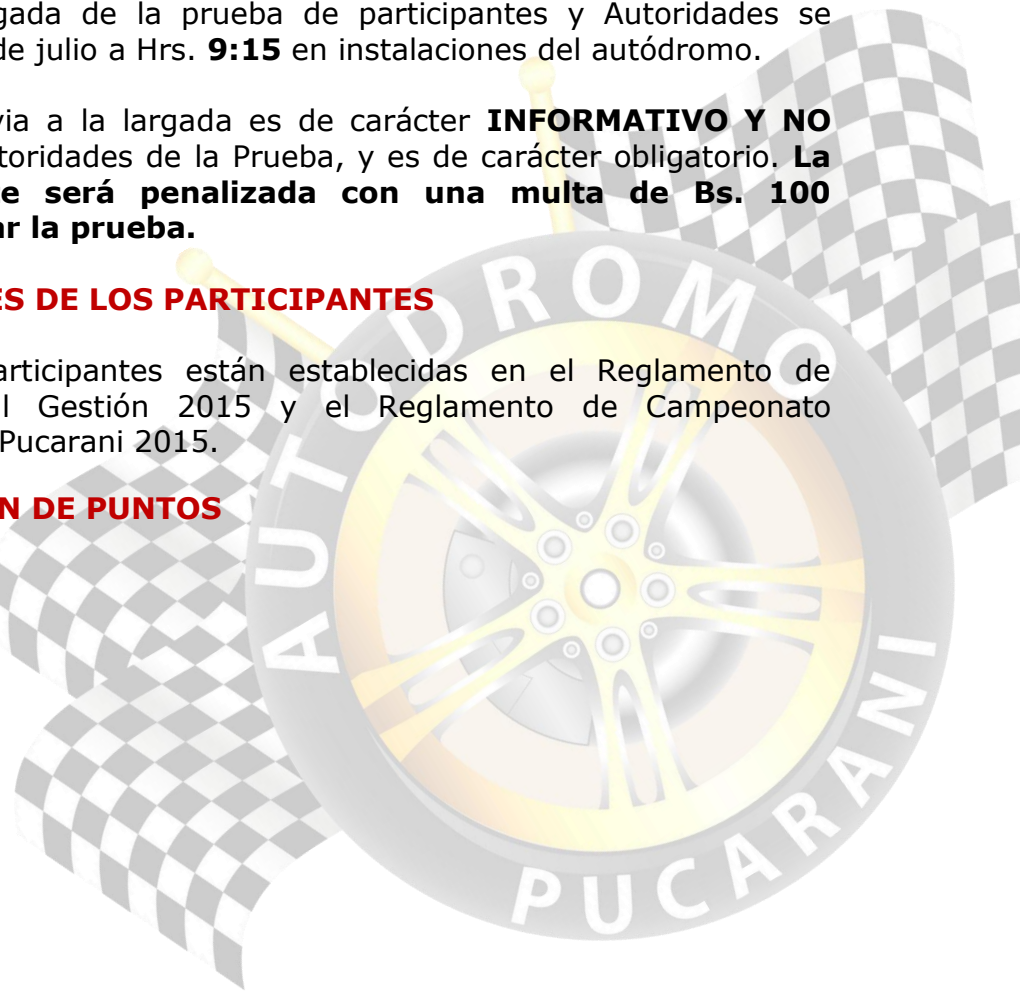 gada de la prueba de participantes y Autoridades se
de julio a Hrs. 9:15 en instalaciones del autódromo.
via a la largada es de carácter INFORMATIVO Y NO
toridades de la Prueba, y es de carácter obligatorio. La
e será penalizada con una multa de Bs. 100
ar la prueba.
ES DE LOS PARTICIPANTES
articipantes están establecidas en el Reglamento de
l Gestión 2015 y el Reglamento de Campeonato
Pucarani 2015.
N DE PUNTOS
AUTODROMO
PUCARANI